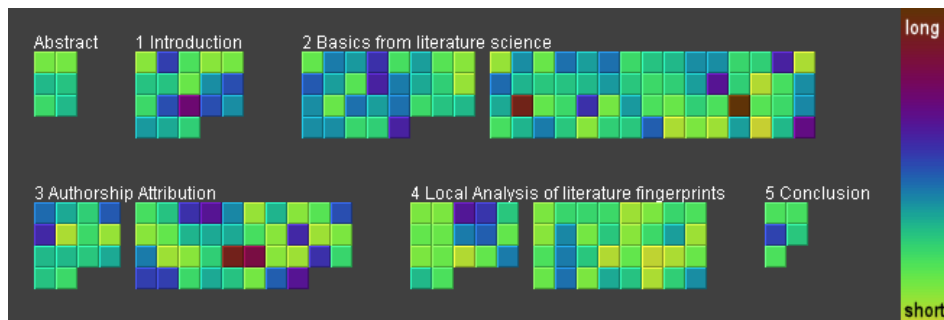 Abstract
1 Introduction
2 Basics from literature science
long
3 Authorship Attribution
4 Local Analysis of literature fingerprints
5 Conclusion
short